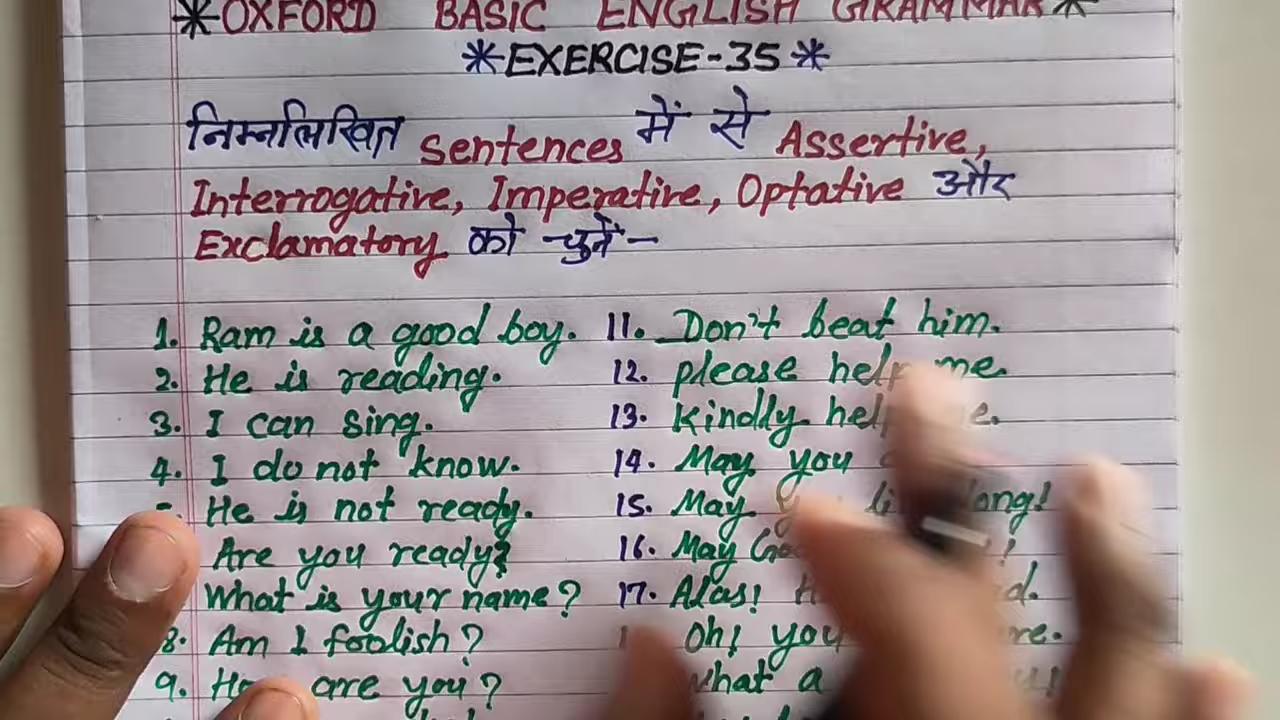 *OXFORD BASIC ENGLISH GRAMMAR*
*EXERCISE-35*
निम्नलिखित Sentences में से Assertive,
Interrogative, Imperative, Optative और
Exclamatory को चुनें-
1. Ram is a good boy.
2. He is reading.
3. I can sing.
4. I do not know.
He is not ready.
Are you ready?
What is your name?
8. Am I foolish?
9. are you?
11. Don't beat him.
12. please help me.
13. Kindly
14. May you
15. May long!
16. May
17. Alas!
Oh! you
what a